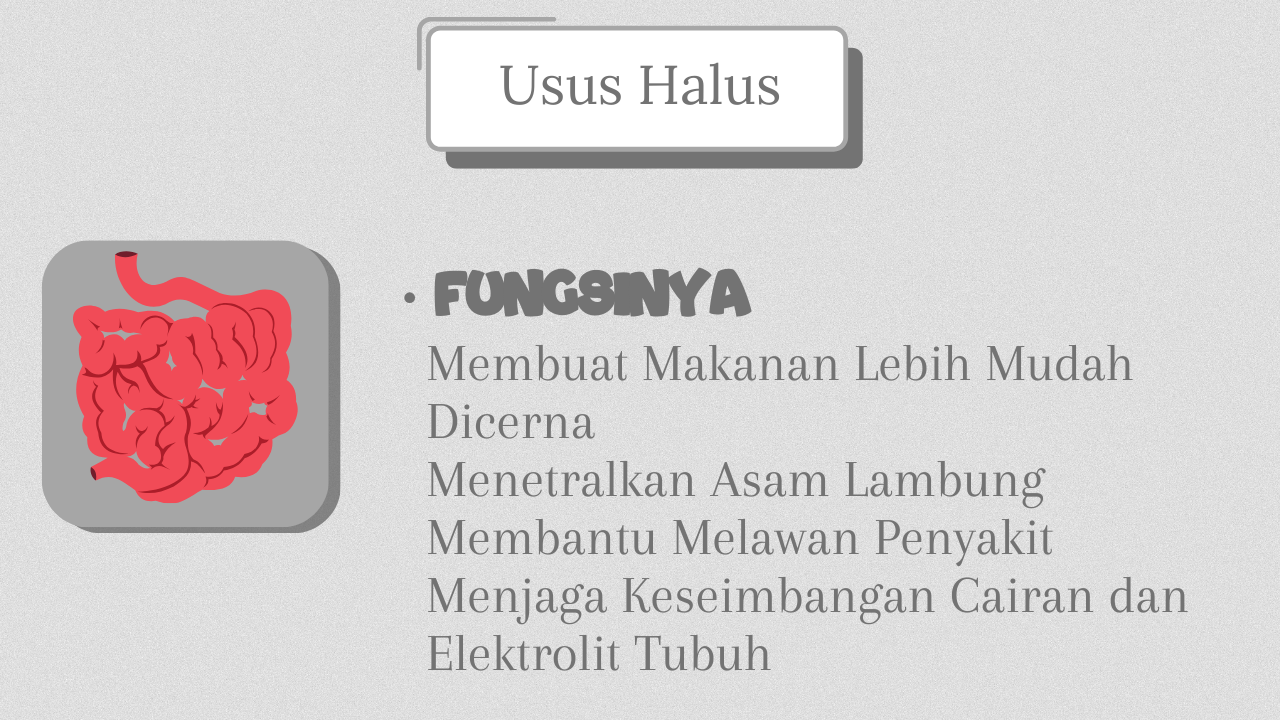 Usus Halus
• FUNGSINYA
Membuat Makanan Lebih Mudah
Dicerna
Menetralkan Asam Lambung
Membantu Melawan Penyakit
Menjaga Keseimbangan Cairan dan
Elektrolit Tubuh